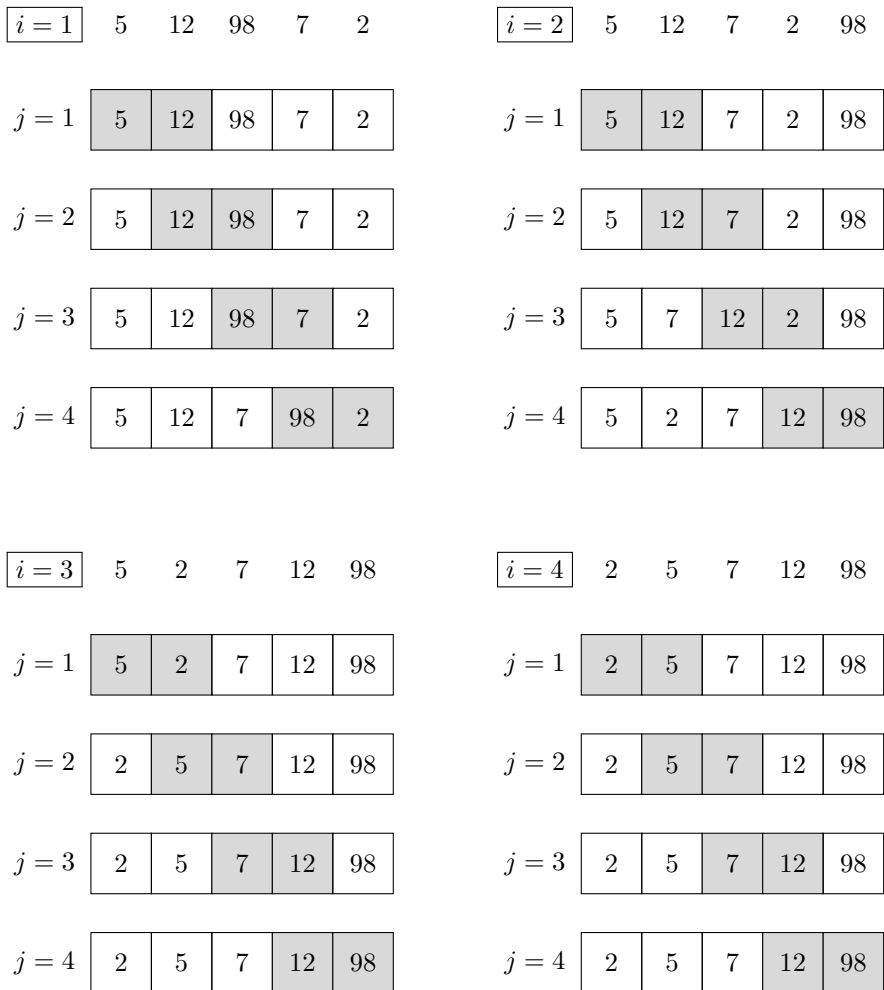 i = 1 5 12 98 7 2
j = 1 5 12 98 7 2
j = 2 5 12 98 7 2
j = 3 5 12 98 7 2
j = 4 5 12 7 98 2
i = 2 5 12 7 2 98
j = 1 5 12 7 2 98
j = 2 5 12 7 2 98
j = 3 5 7 12 2 98
j = 4 5 2 7 12 98
i = 3 5 2 7 12 98
j = 1 5 2 7 12 98
j = 2 2 5 7 12 98
j = 3 2 5 7 12 98
j = 4 2 5 7 12 98
i = 4 2 5 7 12 98
j = 1 2 5 7 12 98
j = 2 2 5 7 12 98
j = 3 2 5 7 12 98
j = 4 2 5 7 12 98